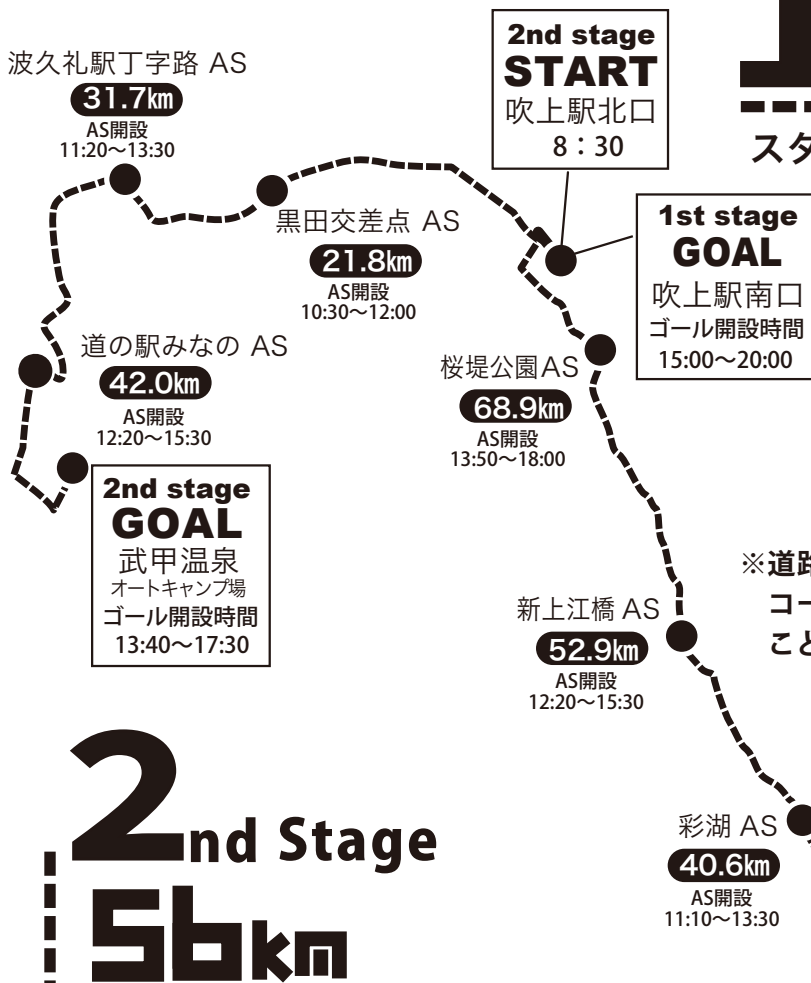 2nd stage
START
吹上駅北口
8：30
スタ
波久礼駅丁字路 AS
31.7km
AS開設
11:20～13:30
黒田交差点 AS
21.8km
AS開設
10:30～12:00
1st stage
GOAL
吹上駅南口
ゴール開設時間
15:00～20:00
道の駅みなの AS
42.0km
AS開設
12:20～15:30
桜堤公園AS
68.9km
AS開設
13:50～18:00
2nd stage
GOAL
武甲温泉
オートキャンプ場
ゴール開設時間
13:40～17:30
※道路
コー
こと
新上江橋 AS
52.9km
AS開設
12:20～15:30
彩湖 AS
40.6km
AS開設
11:10～13:30
2nd Stage
56km